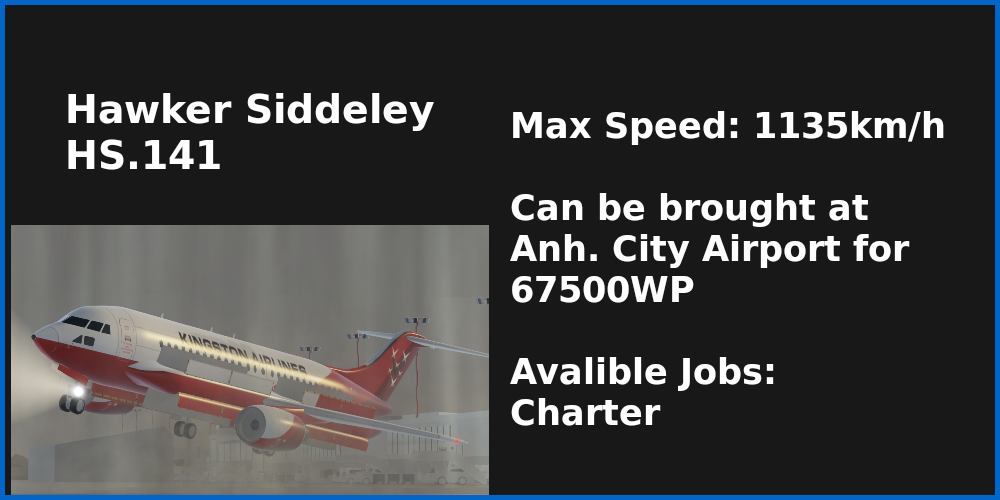 Hawker Siddeley
HS.141
Max Speed: 1135km/h
Can be brought at
Anh. City Airport for
67500WP
Avalible Jobs:
Charter
KINGSTON AIRLINES